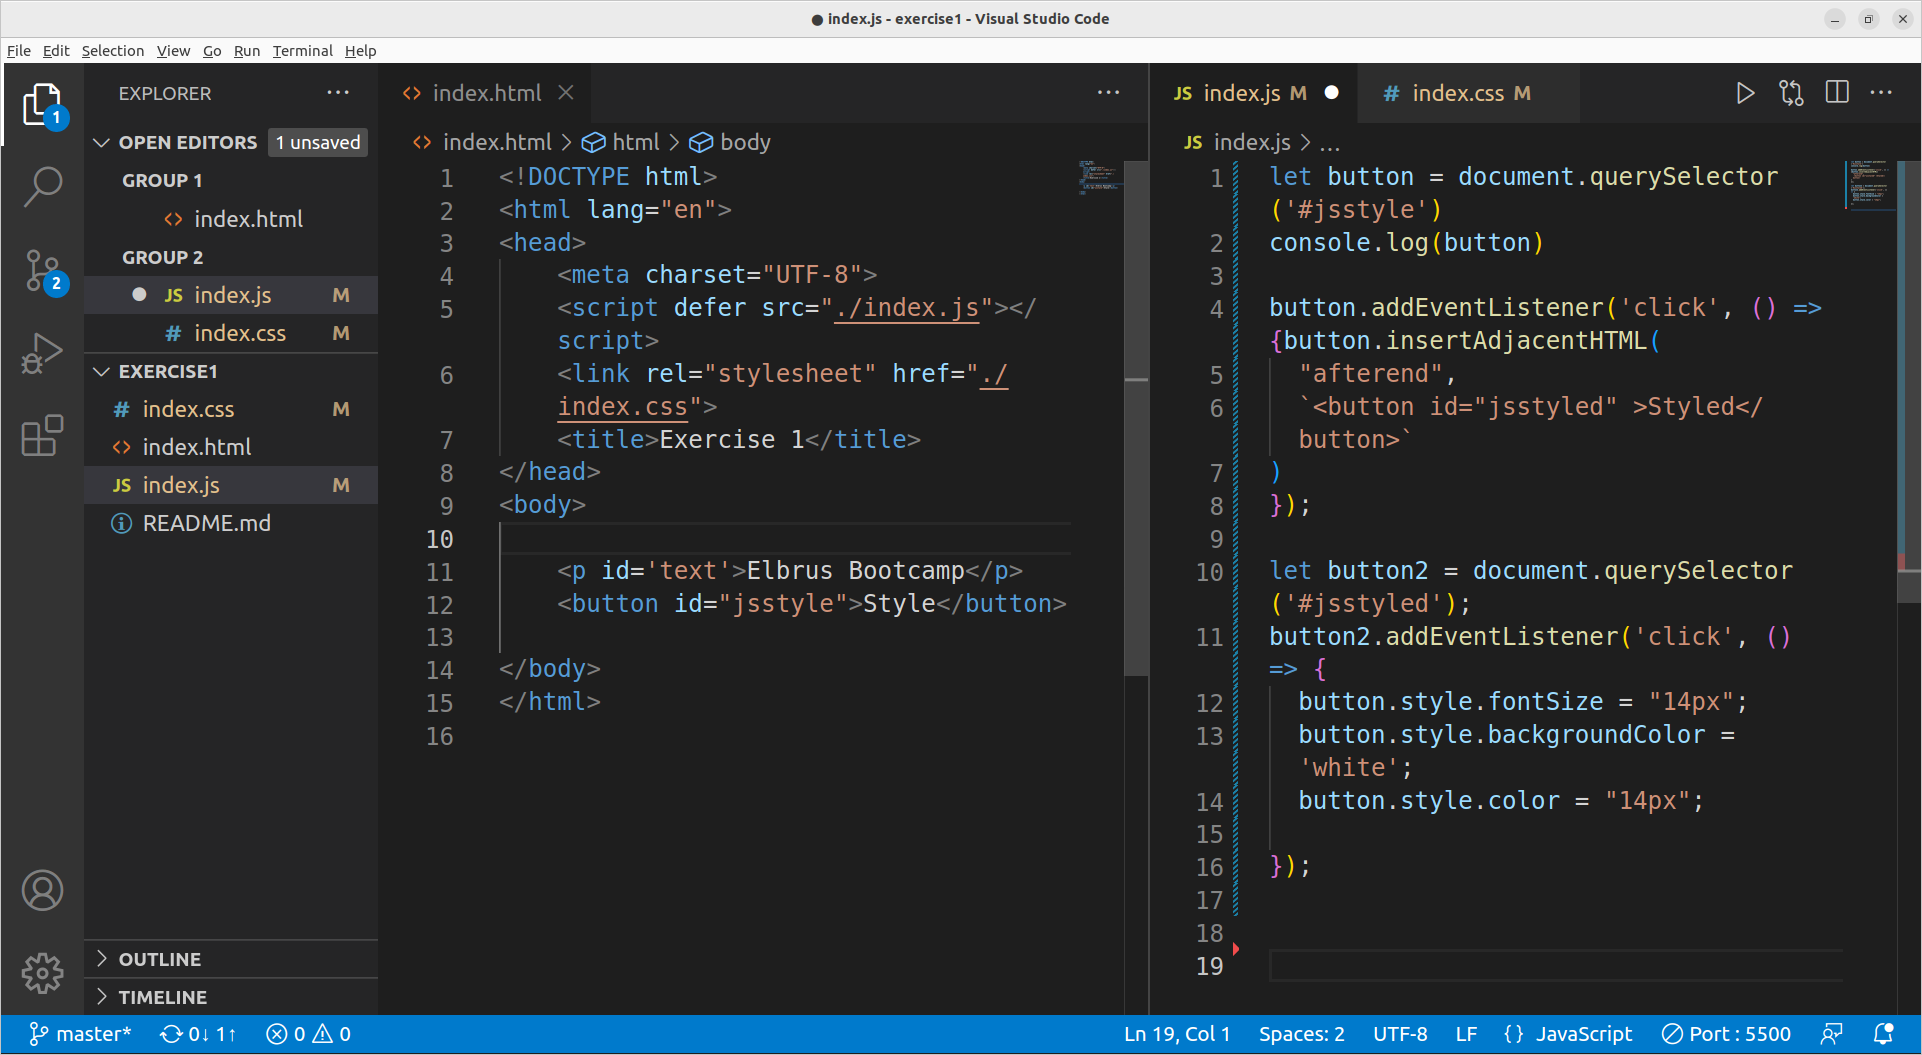 ● index.js - exercise1 - Visual Studio Code
File Edit Selection View Go Run Terminal Help
EXPLORER
OPEN EDITORS 1 unsaved
GROUP 1
index.html
GROUP 2
JS index.js M
# index.css M
EXERCISE1
# index.css M
<> index.html
JS index.js M
README.md
OUTLINE
TIMELINE
1
2
<> index.html
<> index.html > html > body
1 <!DOCTYPE html>
2 <html lang="en">
3 <head>
4 <meta charset="UTF-8">
5 <script defer src="./index.js"></
script>
6 <link rel="stylesheet" href="./
index.css">
7 <title>Exercise 1</title>
8 </head>
9 <body>
10
11 <p id='text'>Elbrus Bootcamp</p>
12 <button id="jsstyle">Style</button>
13
14 </body>
15 </html>
16
JS index.js M ● # index.css M
JS index.js > ...
1 let button = document.querySelector
('#jsstyle')
2 console.log(button)
3
4 button.addEventListener('click', () =>
{button.insertAdjacentHTML(
5 "afterend",
6 `<button id="jsstyled" >Styled</
button>`
7 )
8 });
9
10 let button2 = document.querySelector
('#jsstyled');
11 button2.addEventListener('click', ()
=> {
12 button.style.fontSize = "14px";
13 button.style.backgroundColor =
'white';
14 button.style.color = "14px";
15
16 });
17
18
19
master* 0↓ 1↑ 0 0 Ln 19, Col 1 Spaces: 2 UTF-8 LF {} JavaScript Port : 5500